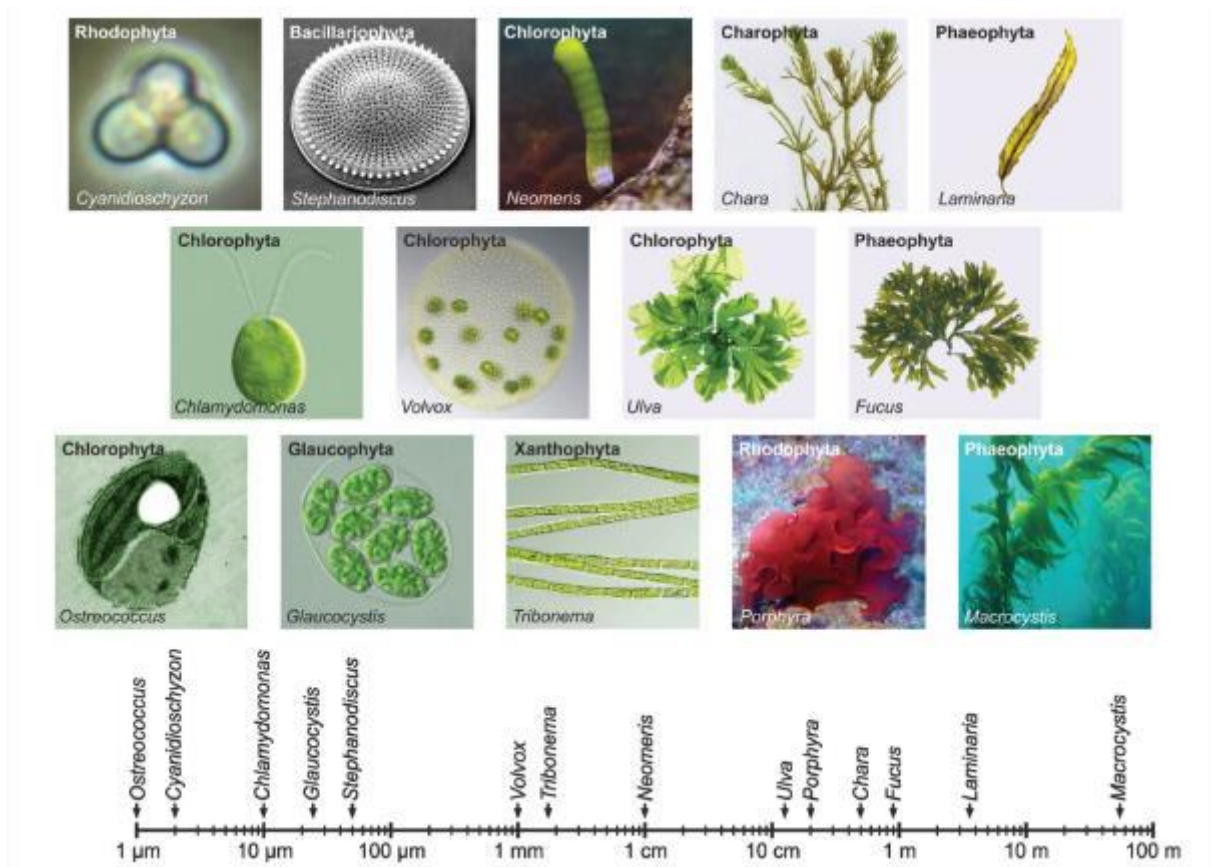 Rhodophyta
Cyanidioschyzon
Bacillariophyta
Stephanodiscus
Chlorophyta
Neomeris
Charophyta
Chara
Phaeophyta
Laminaria
Chlorophyta
Chlamydomonas
Chlorophyta
Volvox
Chlorophyta
Ulva
Phaeophyta
Fucus
Chlorophyta
Ostreococcus
Glaucophyta
Glaucocystis
Xanthophyta
Tribonema
Rhodophyta
Porphyra
Phaeophyta
Macrocystis
Ostreococcus
Cyanidioschyzon
Chlamydomonas
Glaucocystis
Stephanodiscus
Volvox
Tribonema
Neomeris
Ulva
Porphyra
Chara
Fucus
Laminaria
Macrocystis
1 µm 10 µm 100 µm 1 mm 1 cm 10 cm 1 m 10 m 100 m